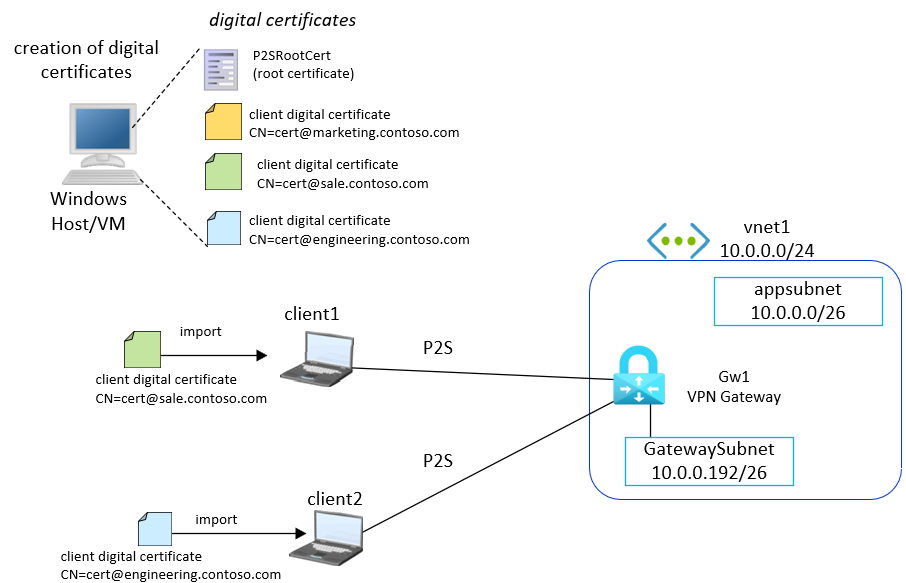 digital certificates
creation of digital
certificates
P2SRootCert
(root certificate)
client digital certificate
CN=cert@marketing.contoso.com
client digital certificate
CN=cert@sale.contoso.com
Windows
Host/VM
client digital certificate
CN=cert@engineering.contoso.com
vnet1
10.0.0.0/24
appsubnet
10.0.0.0/26
client1
import
P2S
client digital certificate
CN=cert@sale.contoso.com
Gw1
VPN Gateway
GatewaySubnet
10.0.0.192/26
P2S
client2
import
client digital certificate
CN=cert@engineering.contoso.com